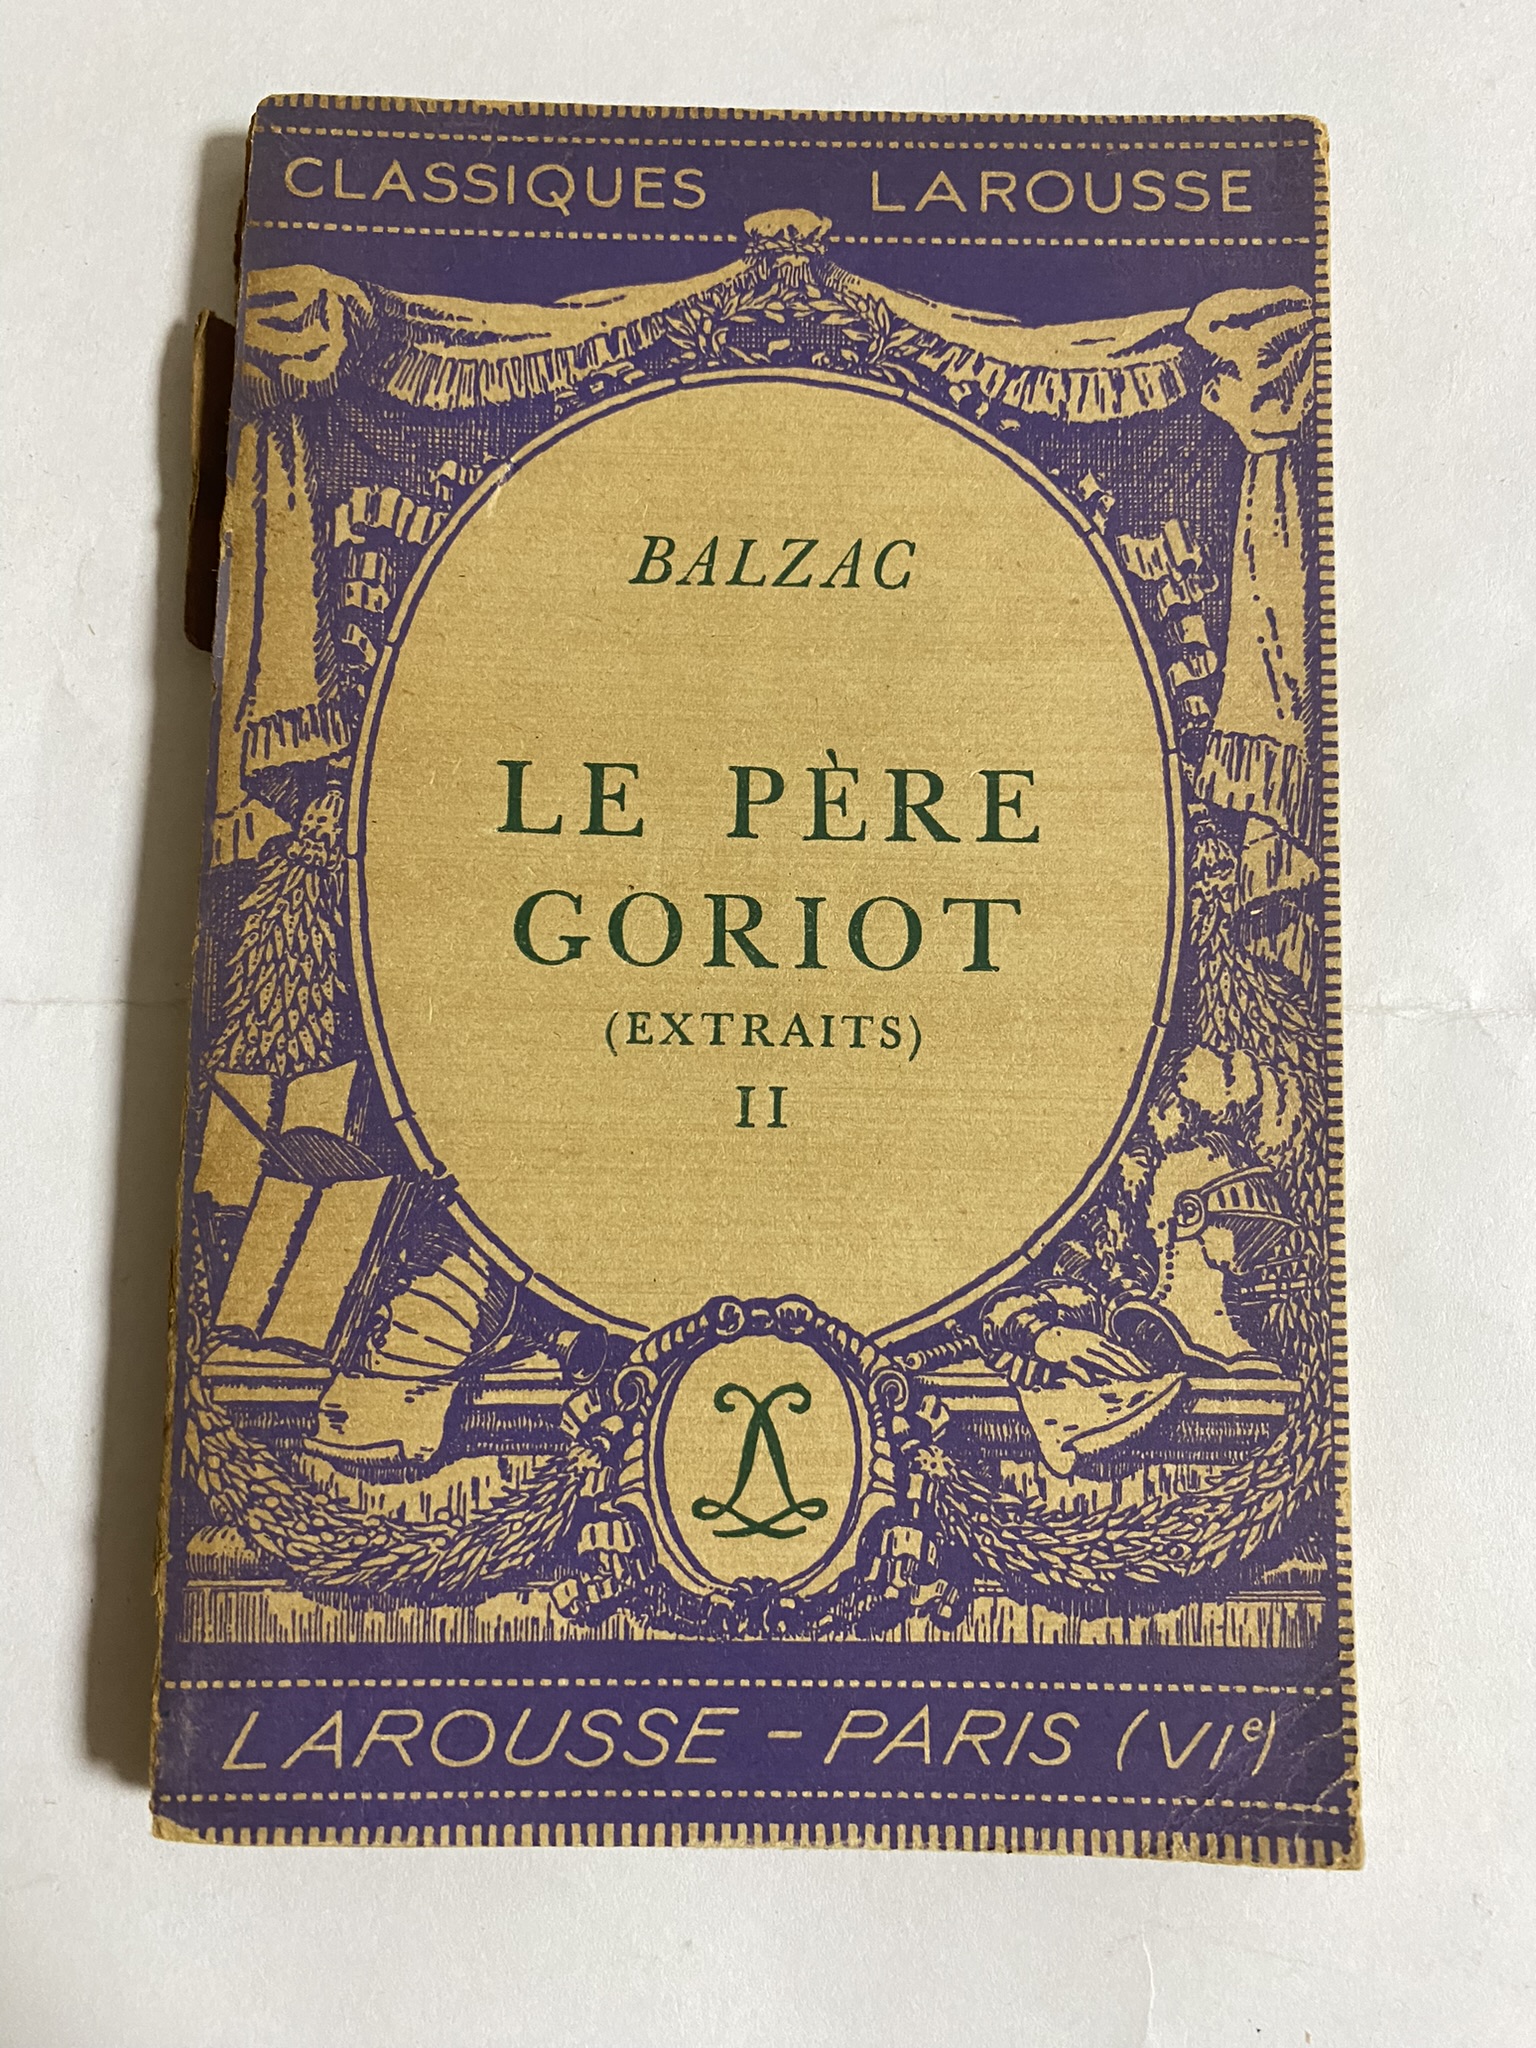 CLASSIQUES LAROUSSE
BALZAC
LE PÈRE
GORIOT
(EXTRAITS)
II
LAROUSSE - PARIS (VIe)